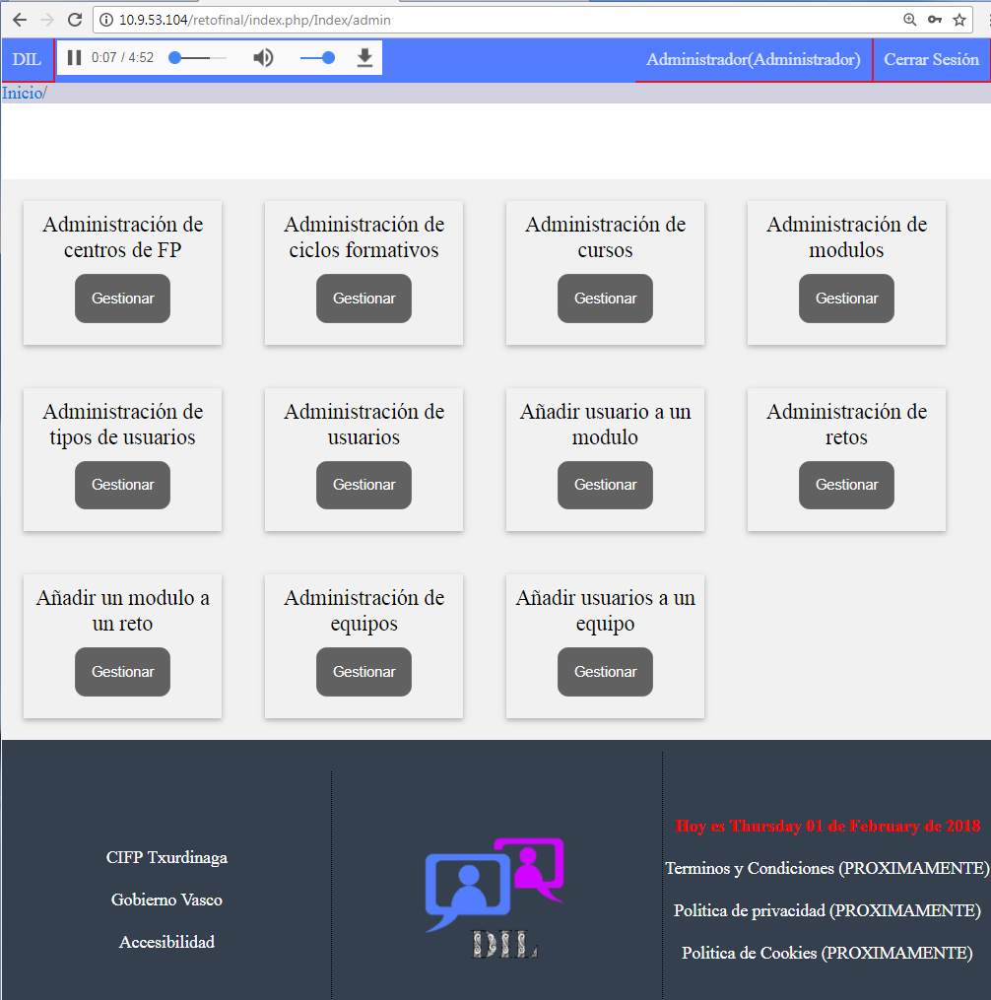 10.9.53.104/retofinal/index.php/Index/admin
DIL
0:07 / 4:52
Administrador(Administrador)
Cerrar Sesión
Inicio/
Administración de
centros de FP
Gestionar
Administración de
ciclos formativos
Gestionar
Administración de
cursos
Gestionar
Administración de
modulos
Gestionar
Administración de
tipos de usuarios
Gestionar
Administración de
usuarios
Gestionar
Añadir usuario a un
modulo
Gestionar
Administración de
retos
Gestionar
Añadir un modulo a
un reto
Gestionar
Administración de
equipos
Gestionar
Añadir usuarios a un
equipo
Gestionar
CIFP Txurdinaga
Gobierno Vasco
Accesibilidad
DIL
Hoy es Thursday 01 de February de 2018
Terminos y Condiciones (PROXIMAMENTE)
Politica de privacidad (PROXIMAMENTE)
Politica de Cookies (PROXIMAMENTE)